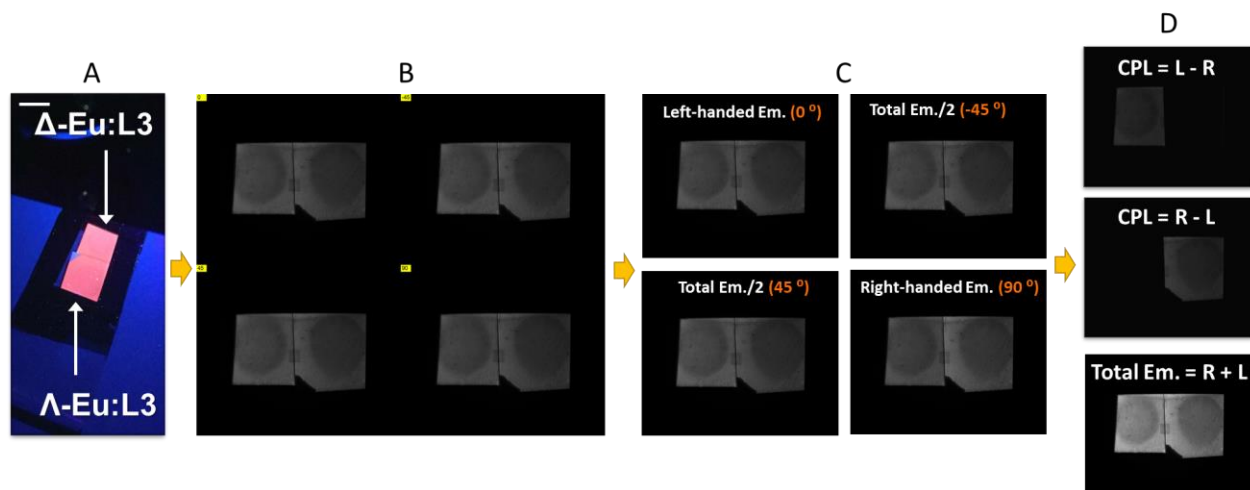 A
Δ-Eu:L3
Λ-Eu:L3
B
0
-45
45
90
C
Left-handed Em. (0 º)
Total Em./2 (-45 º)
Total Em./2 (45 º)
Right-handed Em. (90 º)
D
CPL = L - R
CPL = R - L
Total Em. = R + L